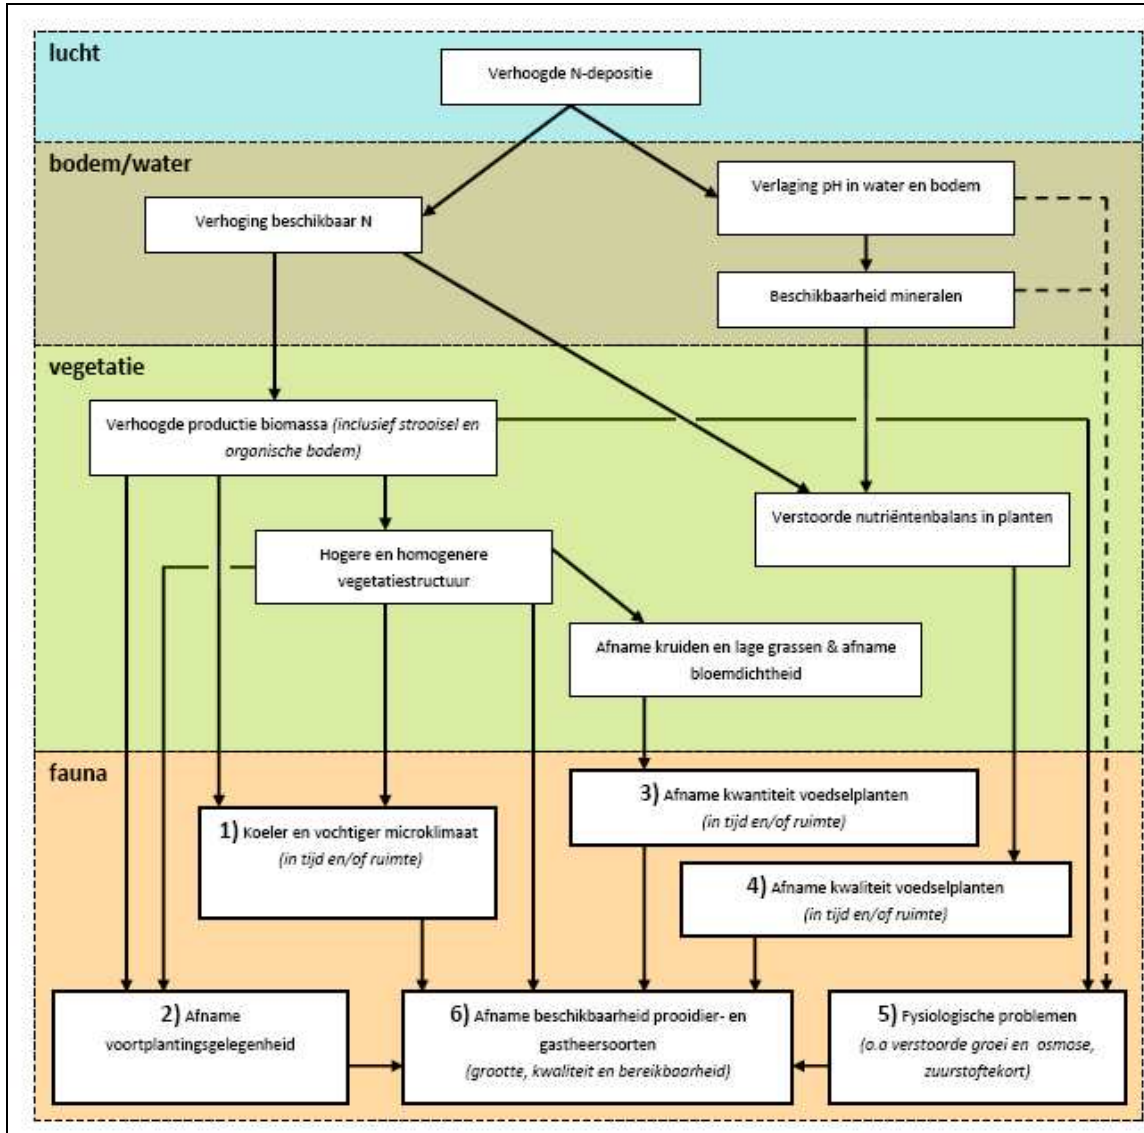 lucht
Verhoogde N-depositie
bodem/water
Verlaging pH in water en bodem
Verhoging beschikbaar N
Beschikbaarheid mineralen
vegetatie
Verhoogde productie biomassa (inclusief strooisel en
organische bodem)
Verstoorde nutriëntenbalans in planten
Hogere en homogenere
vegetatiestructuur
Afname kruiden en lage grassen & afname
bloemdichtheid
fauna
3) Afname kwantiteit voedselplanten
(in tijd en/of ruimte)
1) Koeler en vochtiger microklimaat
(in tijd en/of ruimte)
4) Afname kwaliteit voedselplanten
(in tijd en/of ruimte)
2) Afname
voortplantingsgelegenheid
6) Afname beschikbaarheid prooidier- en
gastheersoorten
(grootte, kwaliteit en bereikbaarheid)
5) Fysiologische problemen
(o.a verstoorde groei en osmose,
zuurstoftekort)